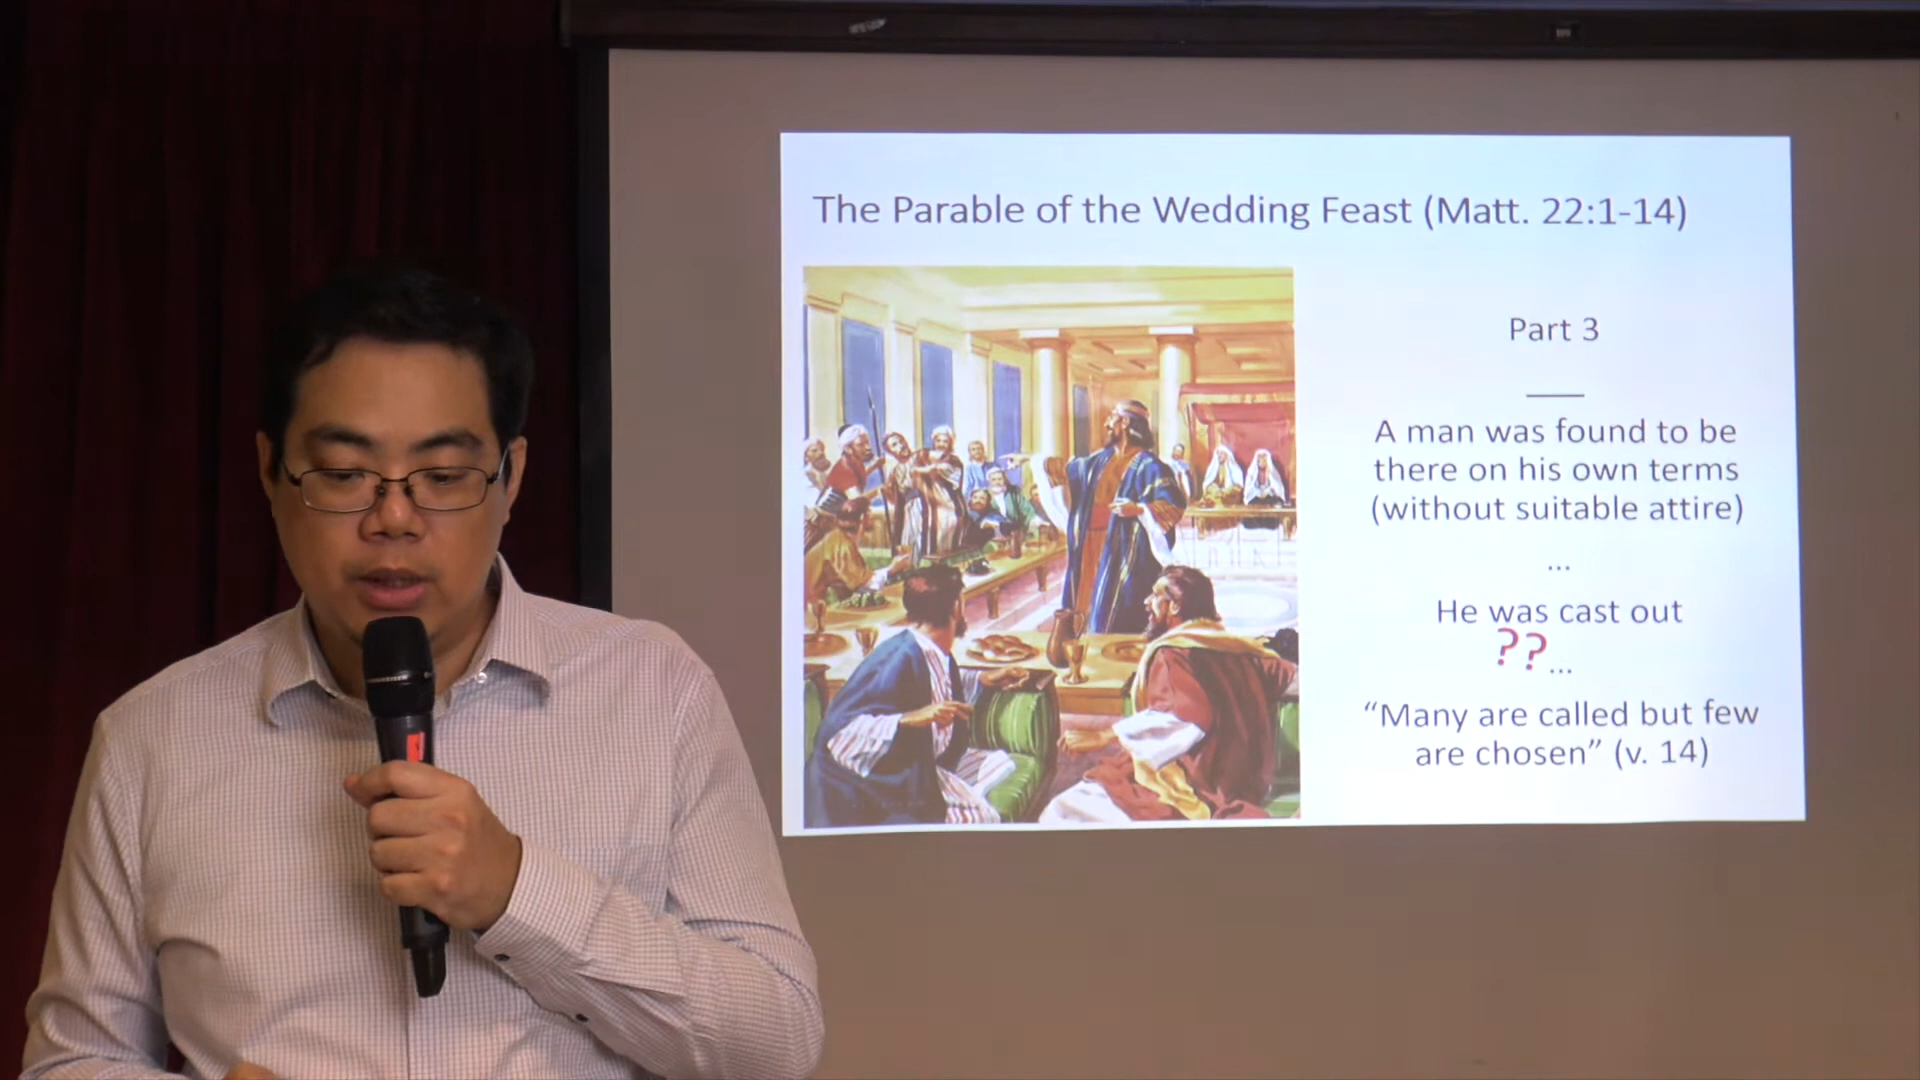 The Parable of the Wedding Feast (Matt. 22:1-14)
Part 3
A man was found to be
there on his own terms
(without suitable attire)
...
He was cast out
??...
“Many are called but few
are chosen” (v. 14)